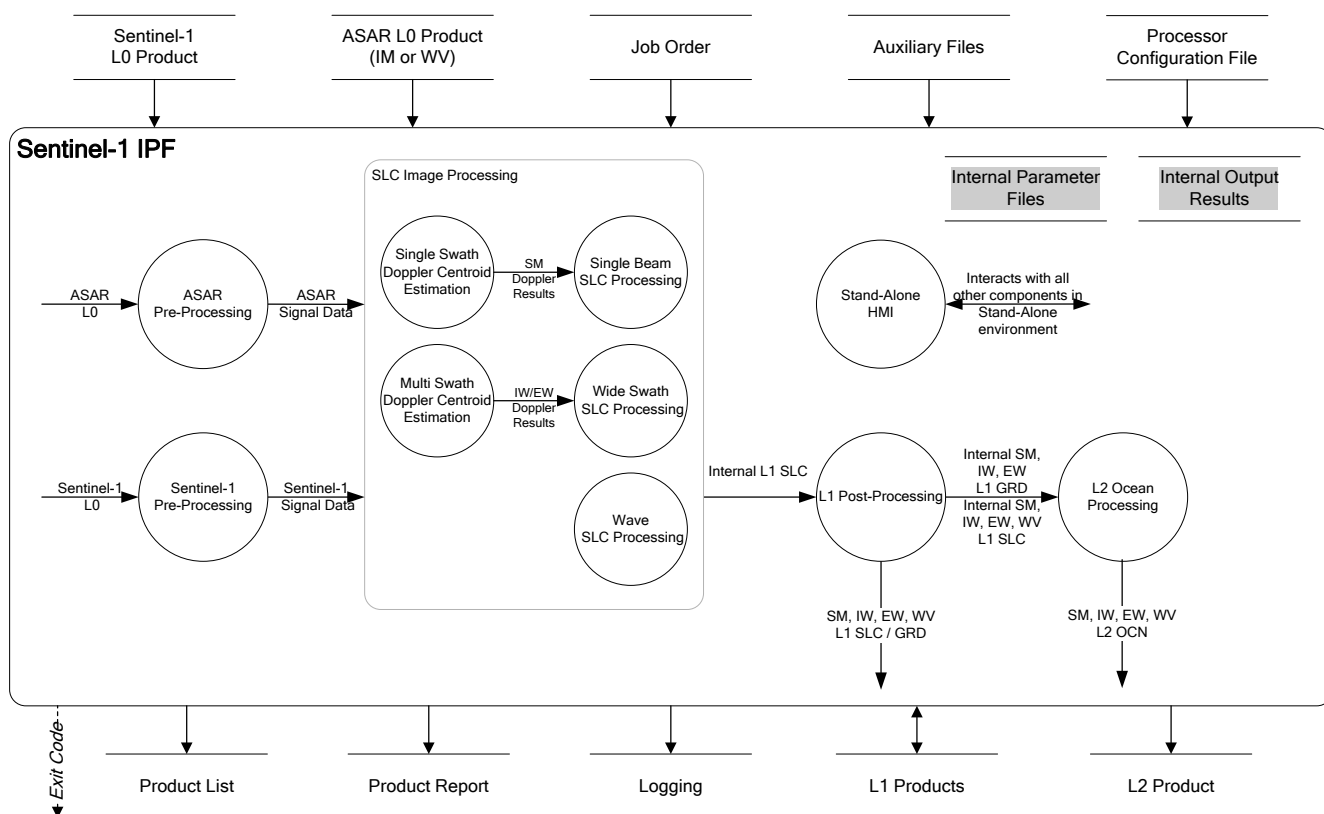 Sentinel-1
L0 Product
ASAR L0 Product
(IM or WV)
Job Order
Auxiliary Files
Processor
Configuration File
Sentinel-1 IPF
SLC Image Processing
Internal Parameter
Files
Internal Output
Results
Single Swath
Doppler Centroid
Estimation
SM
Doppler
Results
Single Beam
SLC Processing
ASAR
L0
ASAR
Pre-Processing
ASAR
Signal Data
Stand-Alone
HMI
Interacts with all
other components in
Stand-Alone
environment
Multi Swath
Doppler Centroid
Estimation
IW/EW
Doppler
Results
Wide Swath
SLC Processing
Sentinel-1
L0
Sentinel-1
Pre-Processing
Sentinel-1
Signal Data
Wave
SLC Processing
Internal L1 SLC
L1 Post-Processing
Internal SM,
IW, EW
L1 GRD
Internal SM,
IW, EW, WV
L1 SLC
L2 Ocean
Processing
SM, IW, EW, WV
L1 SLC / GRD
SM, IW, EW, WV
L2 OCN
Exit Code
Product List
Product Report
Logging
L1 Products
L2 Product